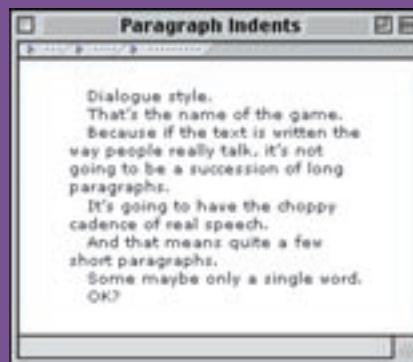 Paragraph Indents
Dialogue style.
That's the name of the game.
Because if the text is written the
way people really talk, it's not
going to be a succession of long
paragraphs.
It's going to have the choppy
cadence of real speech.
And that means quite a few
short paragraphs.
Some maybe only a single word.
OK?